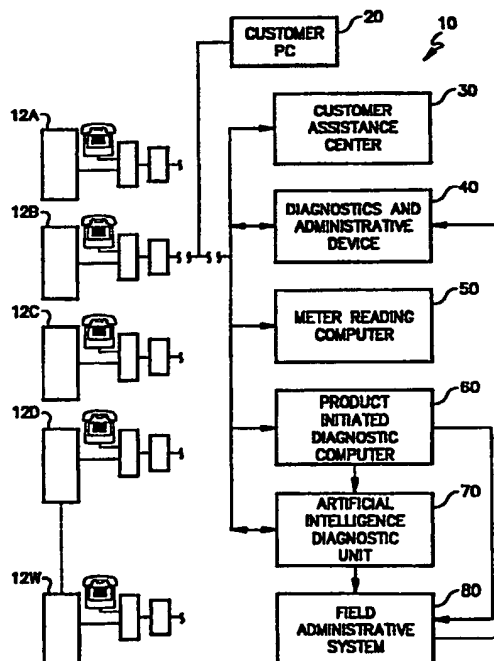 CUSTOMER
PC
20
10
12A
CUSTOMER
ASSISTANCE
CENTER
30
12B
DIAGNOSTICS AND
ADMINISTRATIVE
DEVICE
40
12C
METER READING
COMPUTER
50
12D
PRODUCT
INITIATED
DIAGNOSTIC
COMPUTER
60
ARTIFICIAL
INTELLIGENCE
DIAGNOSTIC
UNIT
70
12W
FIELD
ADMINISTRATIVE
SYSTEM
80